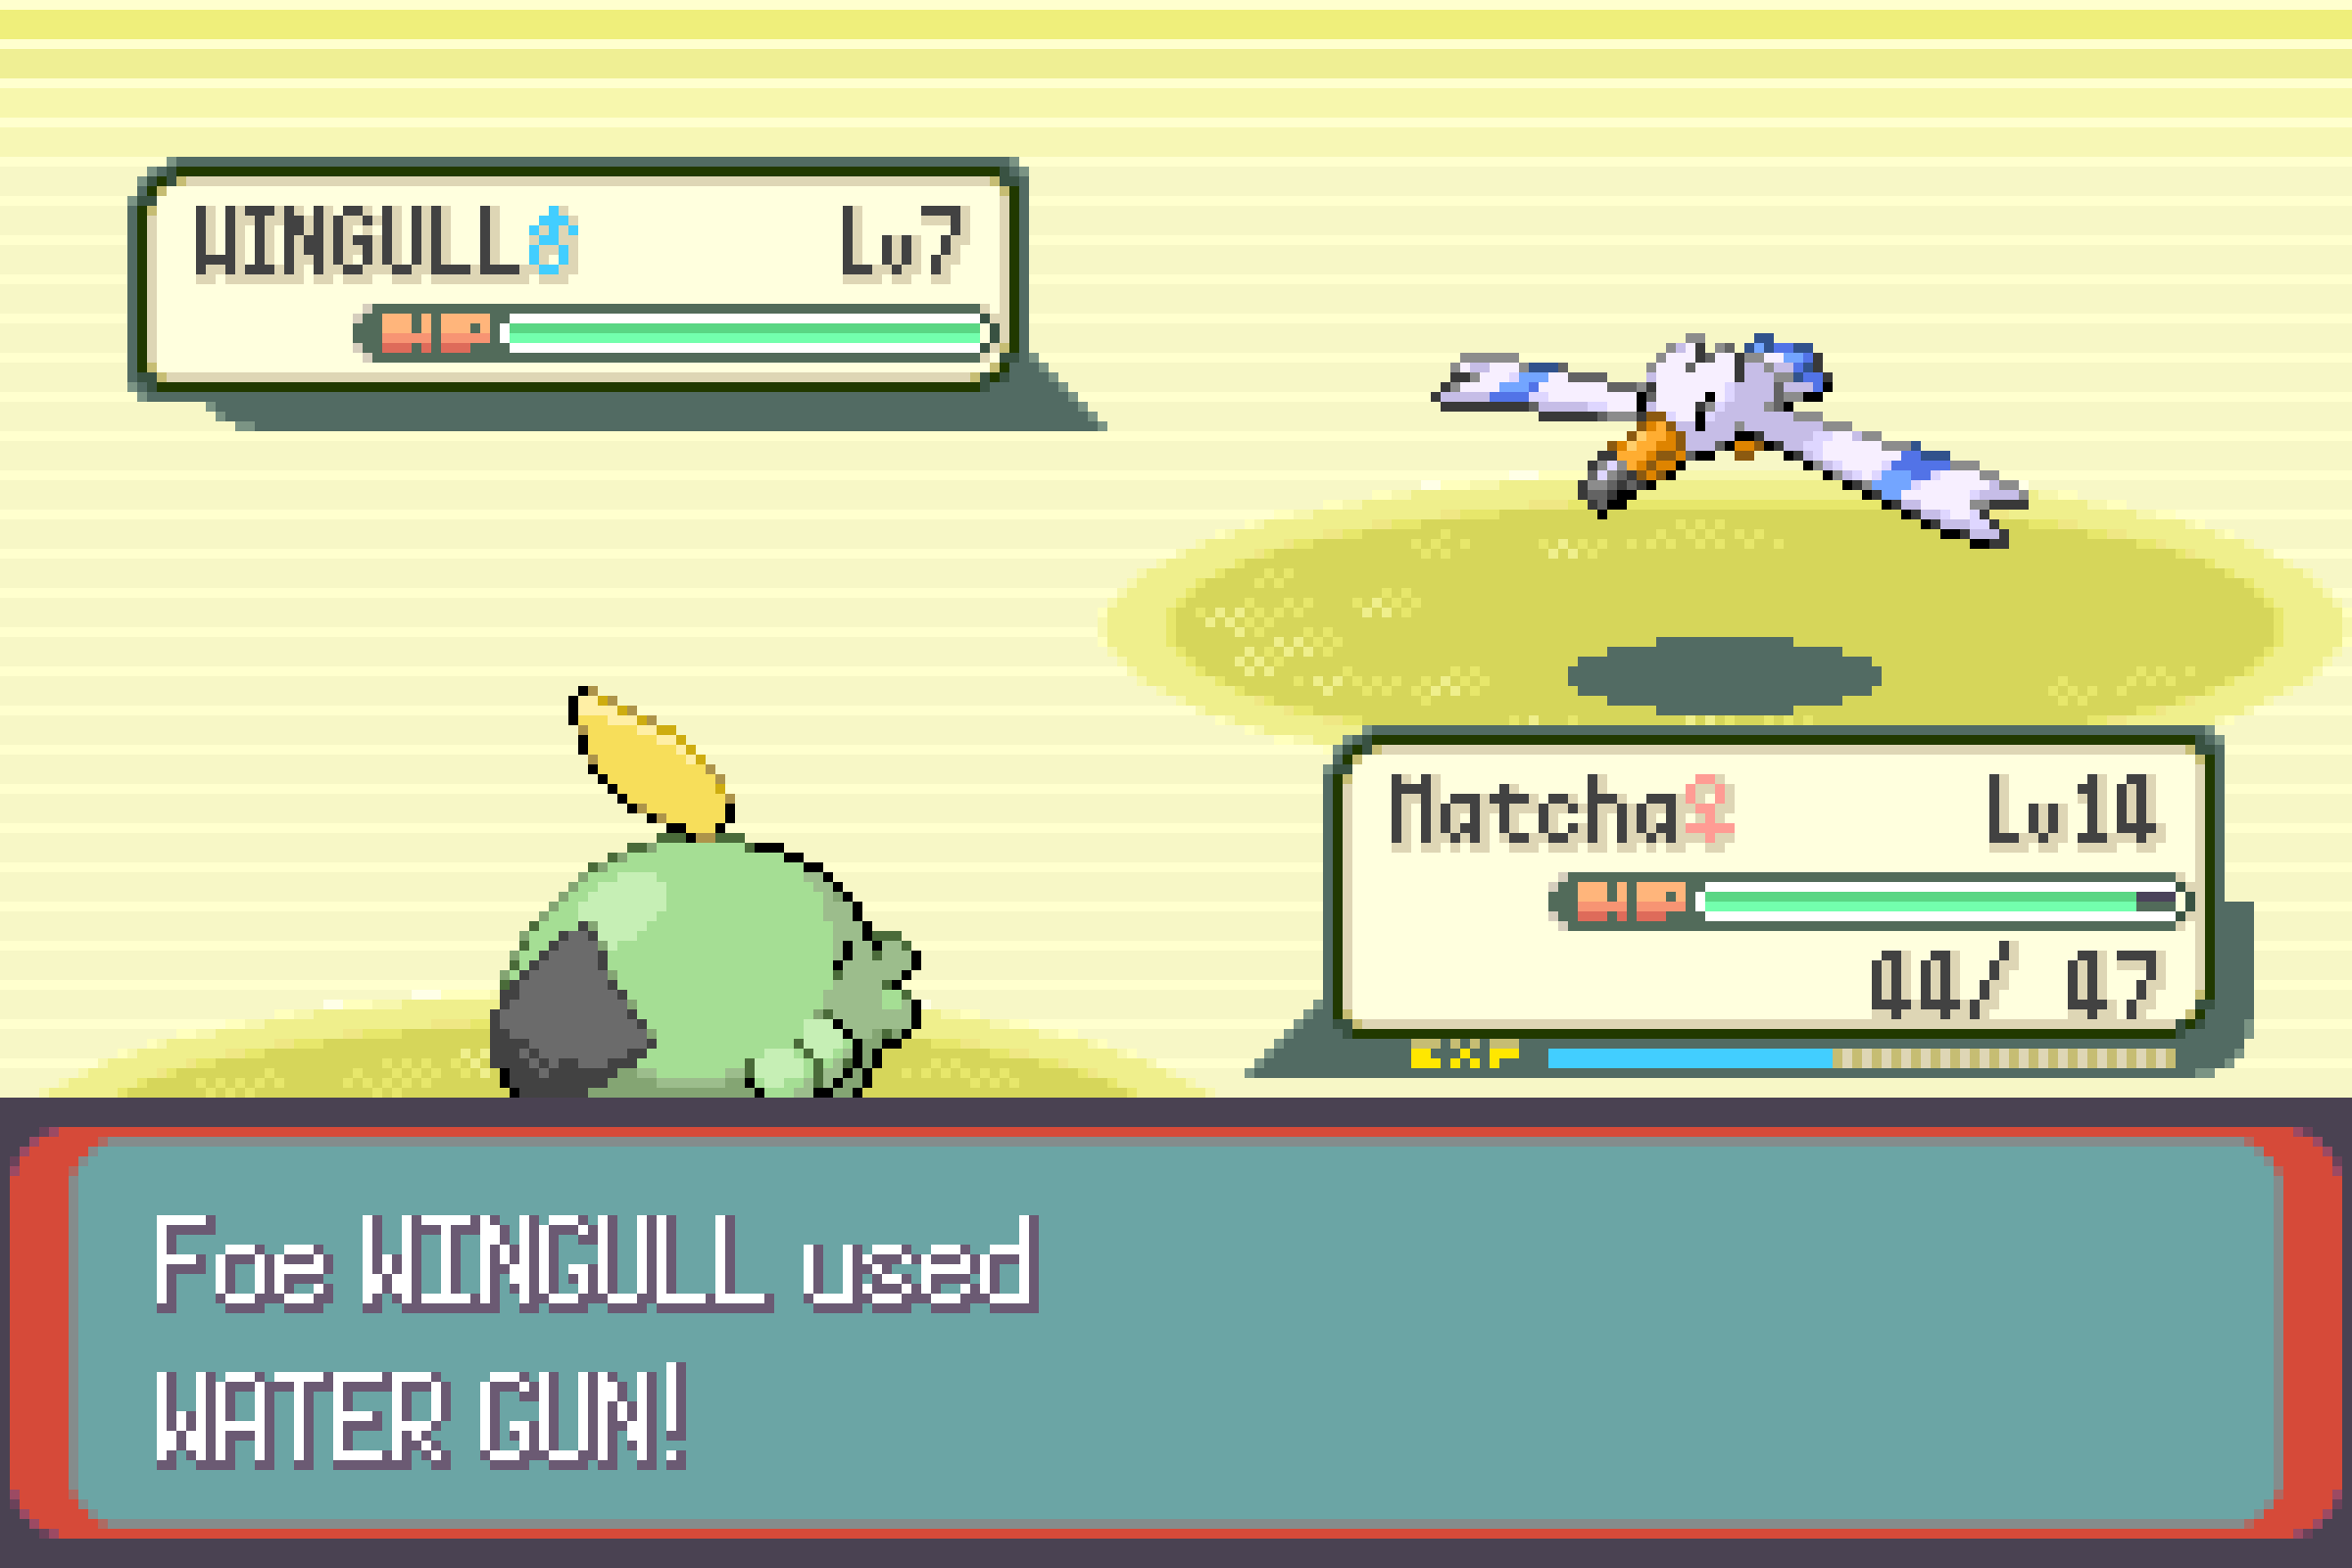 WINGULL♂ Lv7
HP
Matcha♀ Lv14
HP
44/ 47
EXP
Foe WINGULL used
WATER GUN!